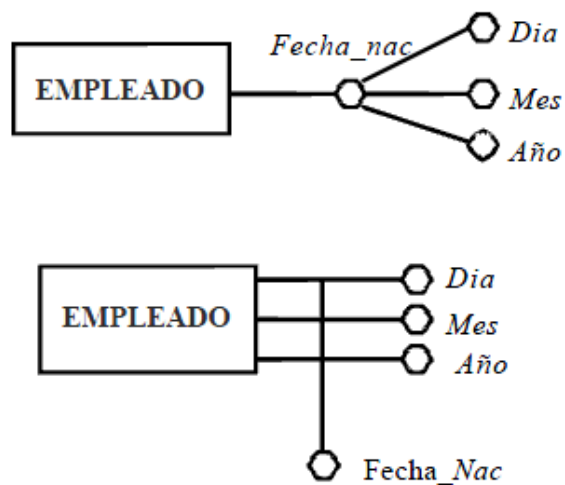 Fecha_nac
Dia
EMPLEADO
Mes
Año
Dia
EMPLEADO
Mes
Año
Fecha_Nac